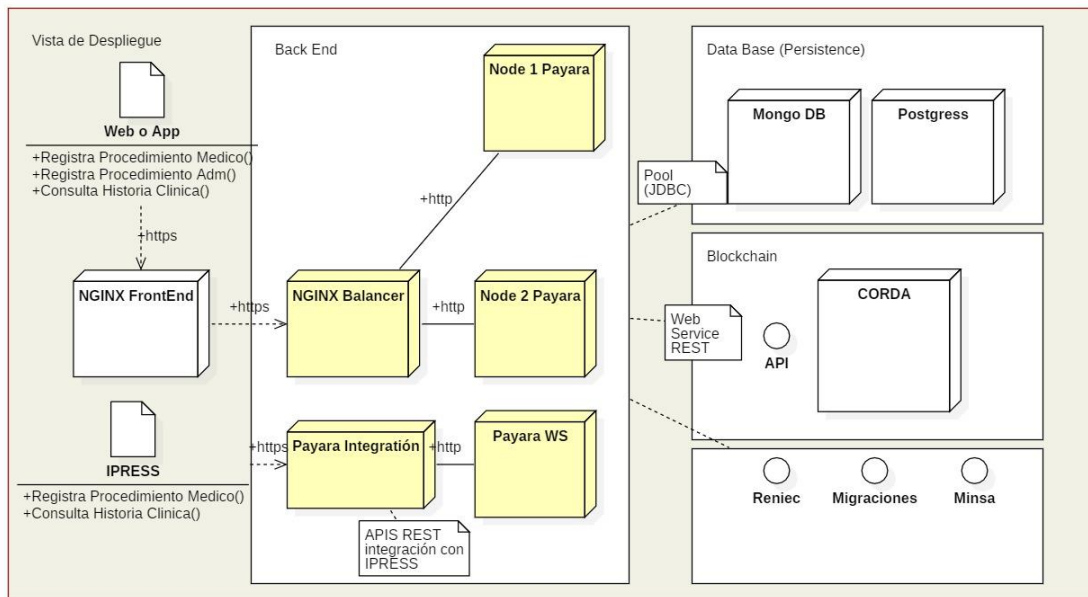 Vista de Despliegue
Web o App
+Registra Procedimiento Medico()
+Registra Procedimiento Adm()
+Consulta Historia Clinica()
+https
NGINX FrontEnd
+https
IPRESS
+Registra Procedimiento Medico()
+Consulta Historia Clinica()
+https
Back End
Node 1 Payara
+http
NGINX Balancer
+http
Node 2 Payara
Payara Integratión
+http
Payara WS
APIS REST
integración con
IPRESS
Data Base (Persistence)
Mongo DB
Postgress
Pool
(JDBC)
Blockchain
CORDA
Web
Service
REST
API
Reniec
Migraciones
Minsa